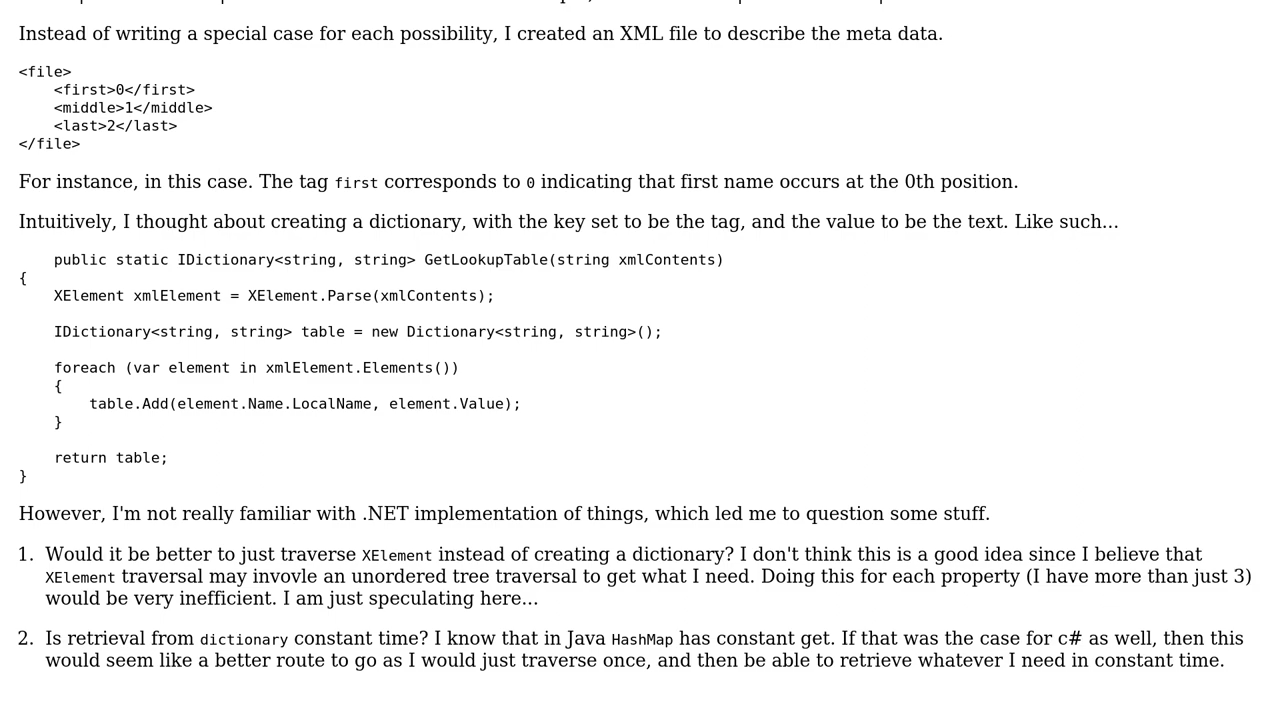 Instead of writing a special case for each possibility, I created an XML file to describe the meta data.
<file>
    <first>0</first>
    <middle>1</middle>
    <last>2</last>
</file>
For instance, in this case. The tag first corresponds to 0 indicating that first name occurs at the 0th position.
Intuitively, I thought about creating a dictionary, with the key set to be the tag, and the value to be the text. Like such...
    public static IDictionary<string, string> GetLookupTable(string xmlContents)
{
    XElement xmlElement = XElement.Parse(xmlContents);
    IDictionary<string, string> table = new Dictionary<string, string>();
    foreach (var element in xmlElement.Elements())
    {
        table.Add(element.Name.LocalName, element.Value);
    }
    return table;
}
However, I'm not really familiar with .NET implementation of things, which led me to question some stuff.
1. Would it be better to just traverse XElement instead of creating a dictionary? I don't think this is a good idea since I believe that
XElement traversal may invovle an unordered tree traversal to get what I need. Doing this for each property (I have more than just 3)
would be very inefficient. I am just speculating here...
2. Is retrieval from dictionary constant time? I know that in Java HashMap has constant get. If that was the case for c# as well, then this
would seem like a better route to go as I would just traverse once, and then be able to retrieve whatever I need in constant time.